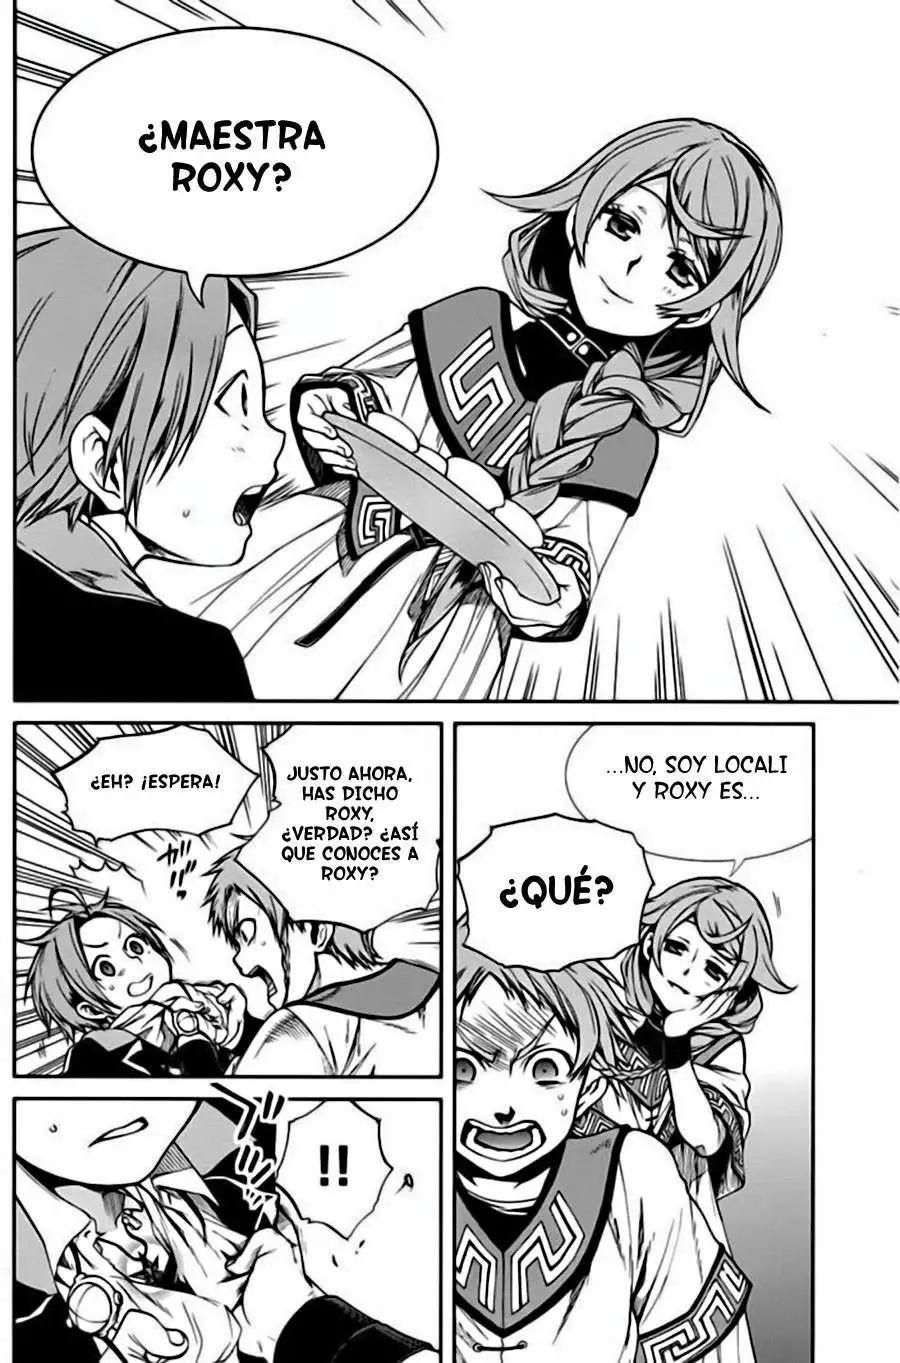 ¿MAESTRA
ROXY?
...NO, SOY LOCALI
Y ROXY ES...
¿QUÉ?
JUSTO AHORA,
HAS DICHO
ROXY,
¿VERDAD? ¿ASÍ
QUE CONOCES A
ROXY?
¿EH? ¡ESPERA!
!!